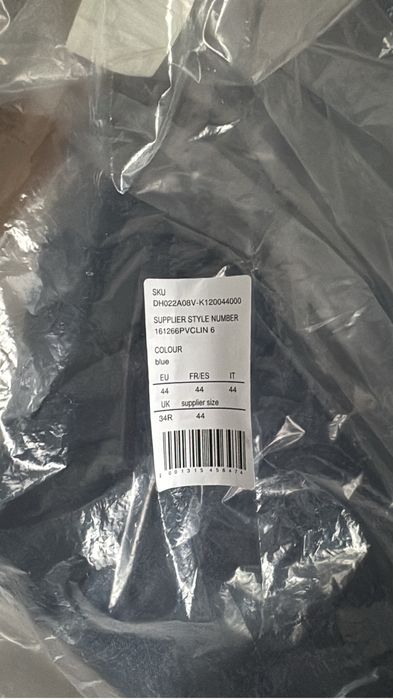 SKU
DH022A08V-K120044000
SUPPLIER STYLE NUMBER
161266PVCLIN 6
COLOUR
blue
EU FR/ES IT
44 44 44
UK supplier size
34R 44